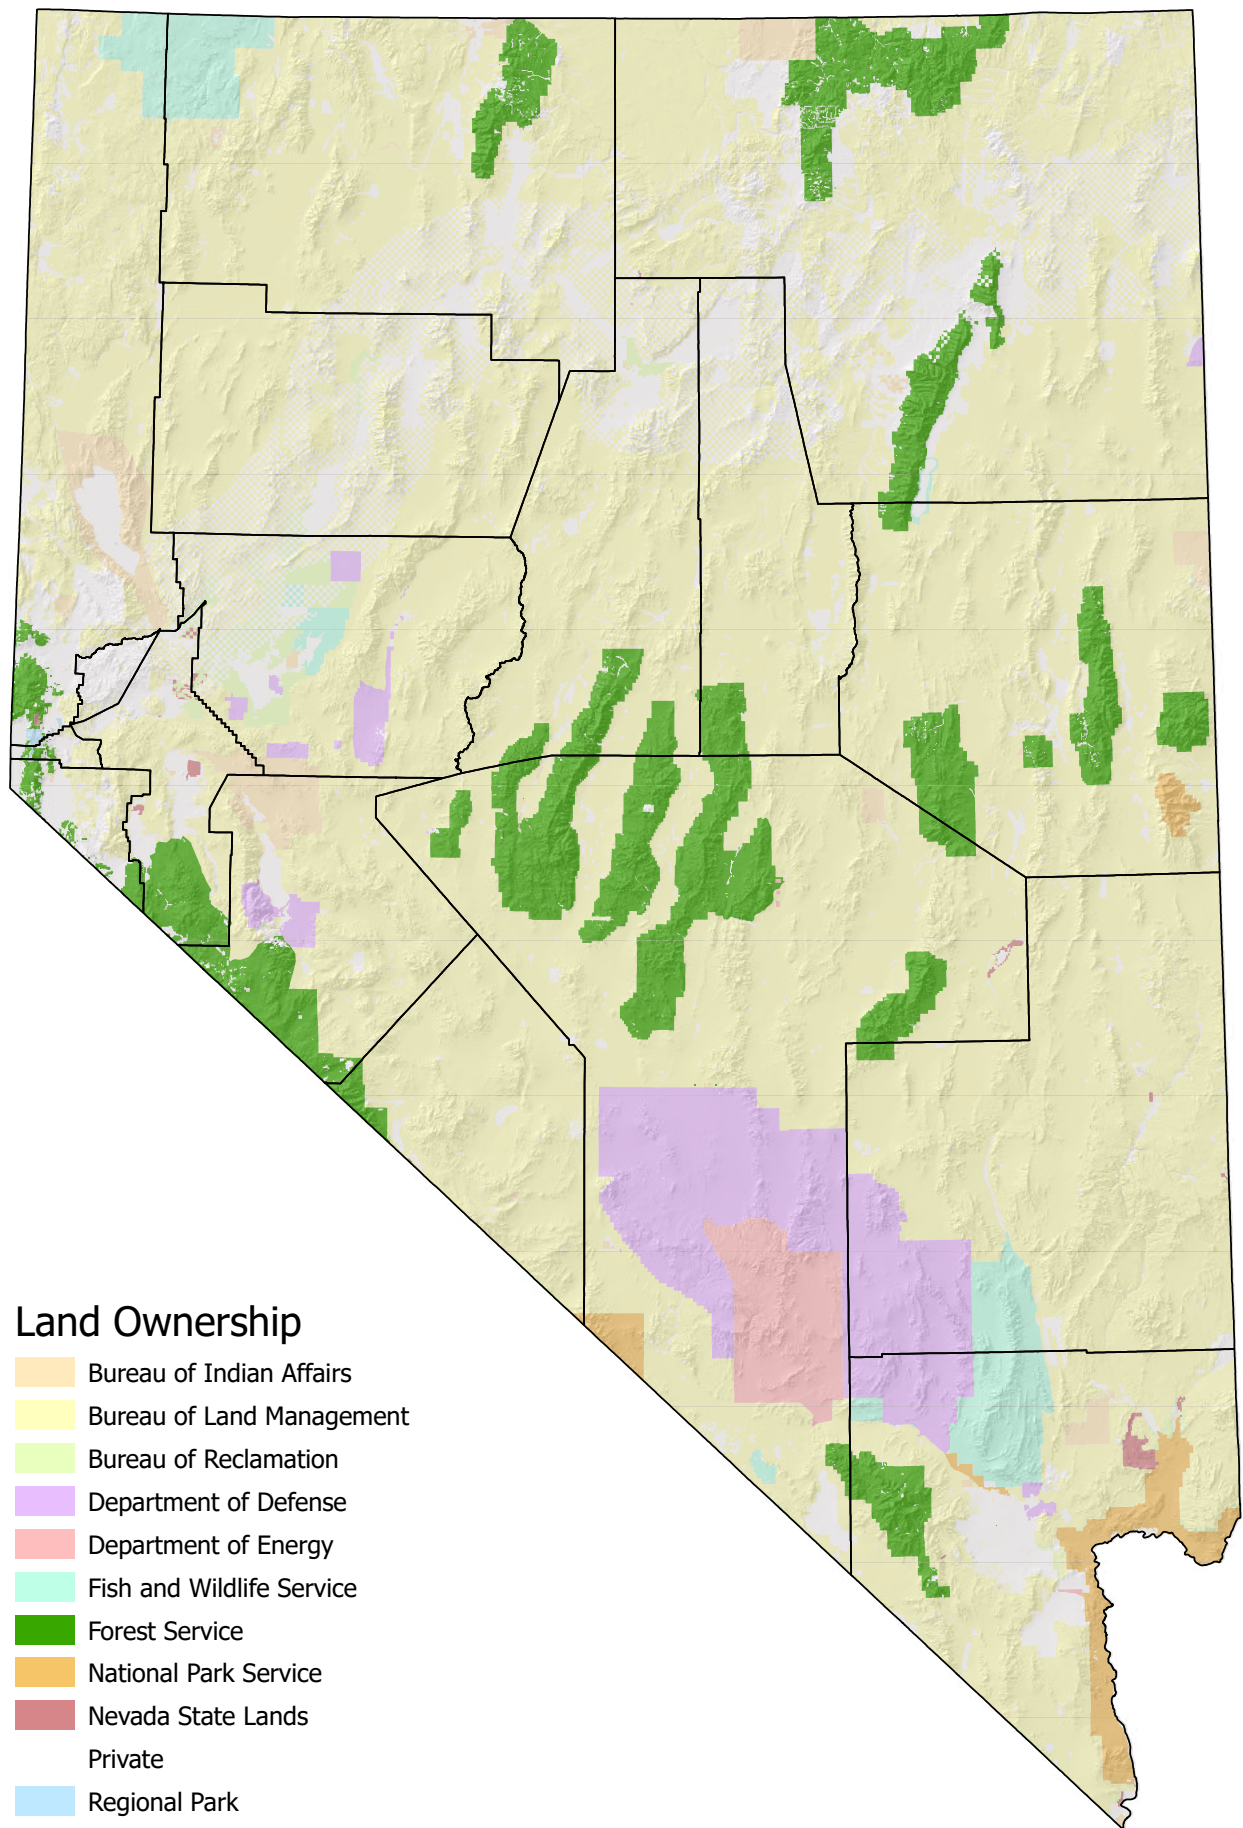 Land Ownership
Bureau of Indian Affairs
Bureau of Land Management
Bureau of Reclamation
Department of Defense
Department of Energy
Fish and Wildlife Service
Forest Service
National Park Service
Nevada State Lands
Private
Regional Park